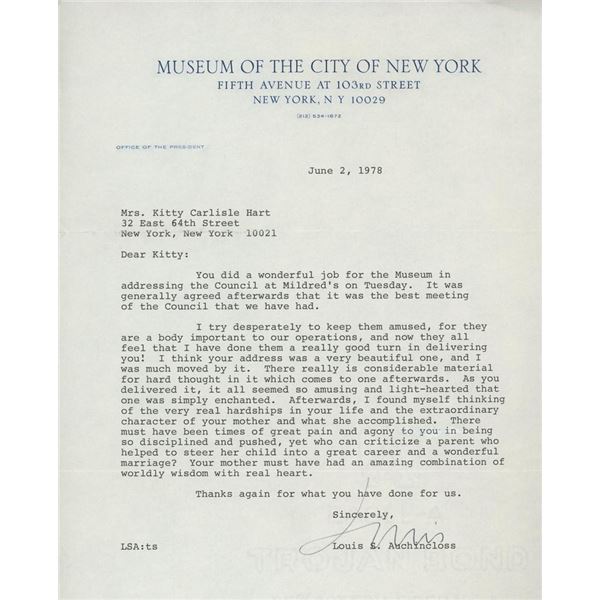 MUSEUM OF THE CITY OF NEW YORK
FIFTH AVENUE AT 103RD STREET
NEW YORK, N Y 10029
(212) 534-1672
OFFICE OF THE PRESIDENT
June 2, 1978
Mrs. Kitty Carlisle Hart
32 East 64th Street
New York, New York 10021
Dear Kitty:
You did a wonderful job for the Museum in
addressing the Council at Mildred's on Tuesday. It was
generally agreed afterwards that it was the best meeting
of the Council that we have had.
I try desperately to keep them amused, for they
are a body important to our operations, and now they all
feel that I have done them a really good turn in delivering
you! I think your address was a very beautiful one, and I
was much moved by it. There really is considerable material
for hard thought in it which comes to one afterwards. As you
delivered it, it all seemed so amusing and light-hearted that
one was simply enchanted. Afterwards, I found myself thinking
of the very real hardships in your life and the extraordinary
character of your mother and what she accomplished. There
must have been times of great pain and agony to you in being
so disciplined and pushed, yet who can criticize a parent who
helped to steer her child into a great career and a wonderful
marriage? Your mother must have had an amazing combination of
worldly wisdom with real heart.
Thanks again for what you have done for us.
Sincerely,
Louis
LSA:ts
Louis S. Auchincloss
TROJAN BOND